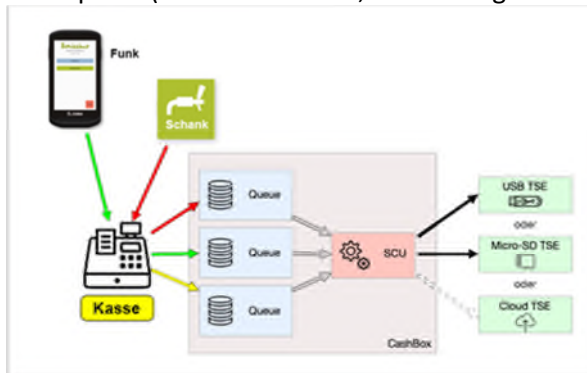 Funk
Schank
Queue
Queue
Queue
Kasse
SCU
CashBox
USB TSE
oder
Micro-SD TSE
oder
Cloud TSE